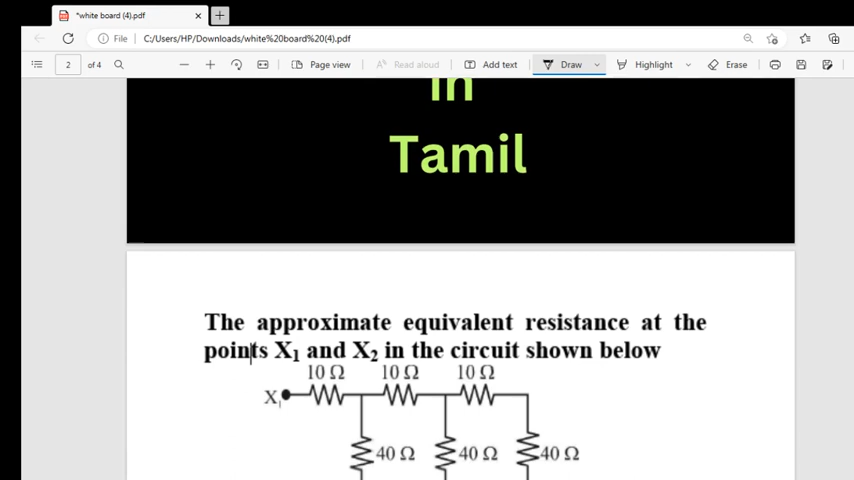 *white board (4).pdf
File C:/Users/HP/Downloads/white%20board%20(4).pdf
2 of 4 Page view Read aloud Add text Draw Highlight Erase
in
Tamil
The approximate equivalent resistance at the
points X1 and X2 in the circuit shown below
10 Ω 10 Ω 10 Ω
X1
40 Ω 40 Ω 40 Ω